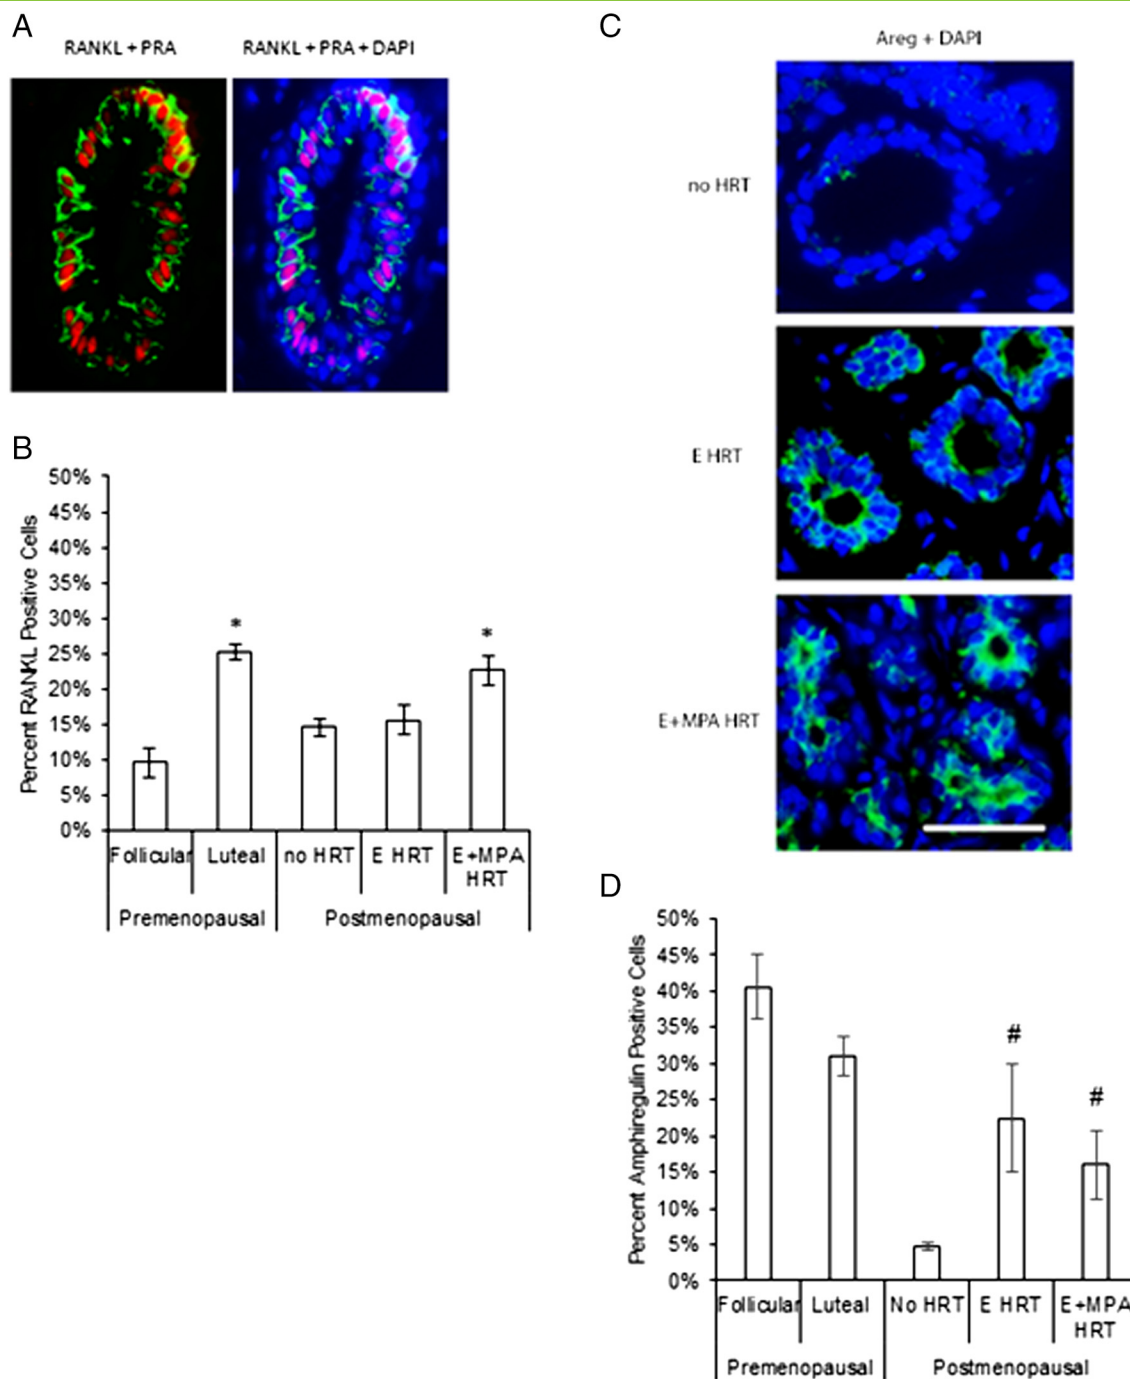 A
RANKL + PRA
RANKL + PRA + DAPI
B
Percent RANKL Positive Cells
50%
45%
40%
35%
30%
25%
20%
15%
10%
5%
0%
*
*
Follicular
Luteal
no HRT
E HRT
E+MPA
HRT
Premenopausal
Postmenopausal
C
Areg + DAPI
no HRT
E HRT
E+MPA HRT
D
Percent Amphiregulin Positive Cells
50%
45%
40%
35%
30%
25%
20%
15%
10%
5%
0%
#
#
Follicular
Luteal
No HRT
E HRT
E+MPA
HRT
Premenopausal
Postmenopausal